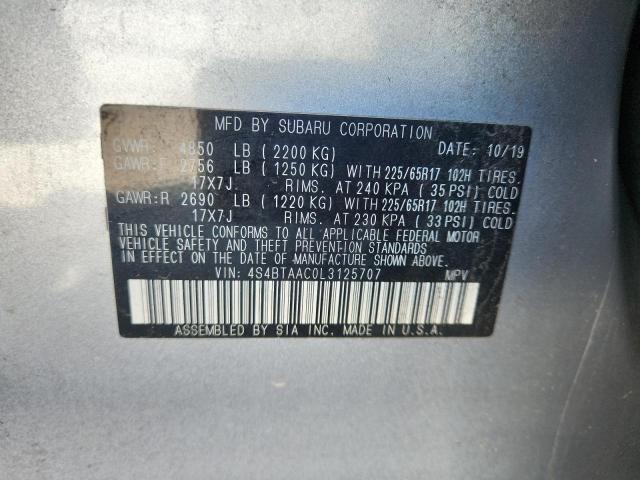 MFD BY SUBARU CORPORATION DATE: 10/19
GVWR: 4850 LB (2200 KG)
GAWR: F 2756 LB (1250 KG) WITH 225/65R17 102H TIRES.
17X7J RIMS. AT 240 KPA (35 PSI) COLD
GAWR:R 2690 LB (1220 KG) WITH 225/65R17 102H TIRES.
17X7J RIMS. AT 230 KPA (33 PSI) COLD
THIS VEHICLE CONFORMS TO ALL APPLICABLE FEDERAL MOTOR
VEHICLE SAFETY AND THEFT PREVENTION STANDARDS
IN EFFECT ON THE DATE OF MANUFACTURE SHOWN ABOVE.
VIN: 4S4BTAAC0L3125707 MPV
ASSEMBLED BY SIA INC. MADE IN U.S.A.